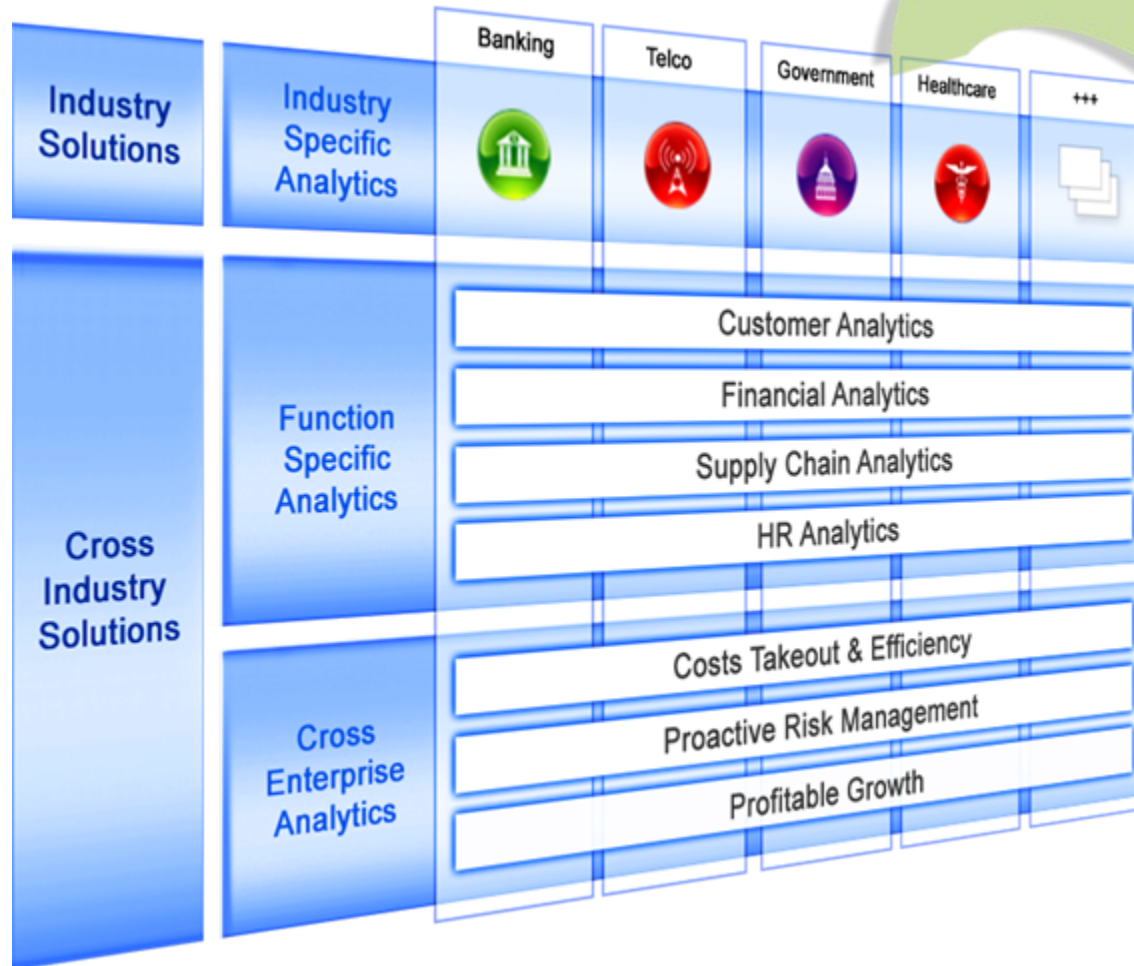 Industry
Solutions
Industry
Specific
Analytics
Banking
Telco
Government
Healthcare
+++
Cross
Industry
Solutions
Function
Specific
Analytics
Customer Analytics
Financial Analytics
Supply Chain Analytics
HR Analytics
Cross
Enterprise
Analytics
Costs Takeout & Efficiency
Proactive Risk Management
Profitable Growth